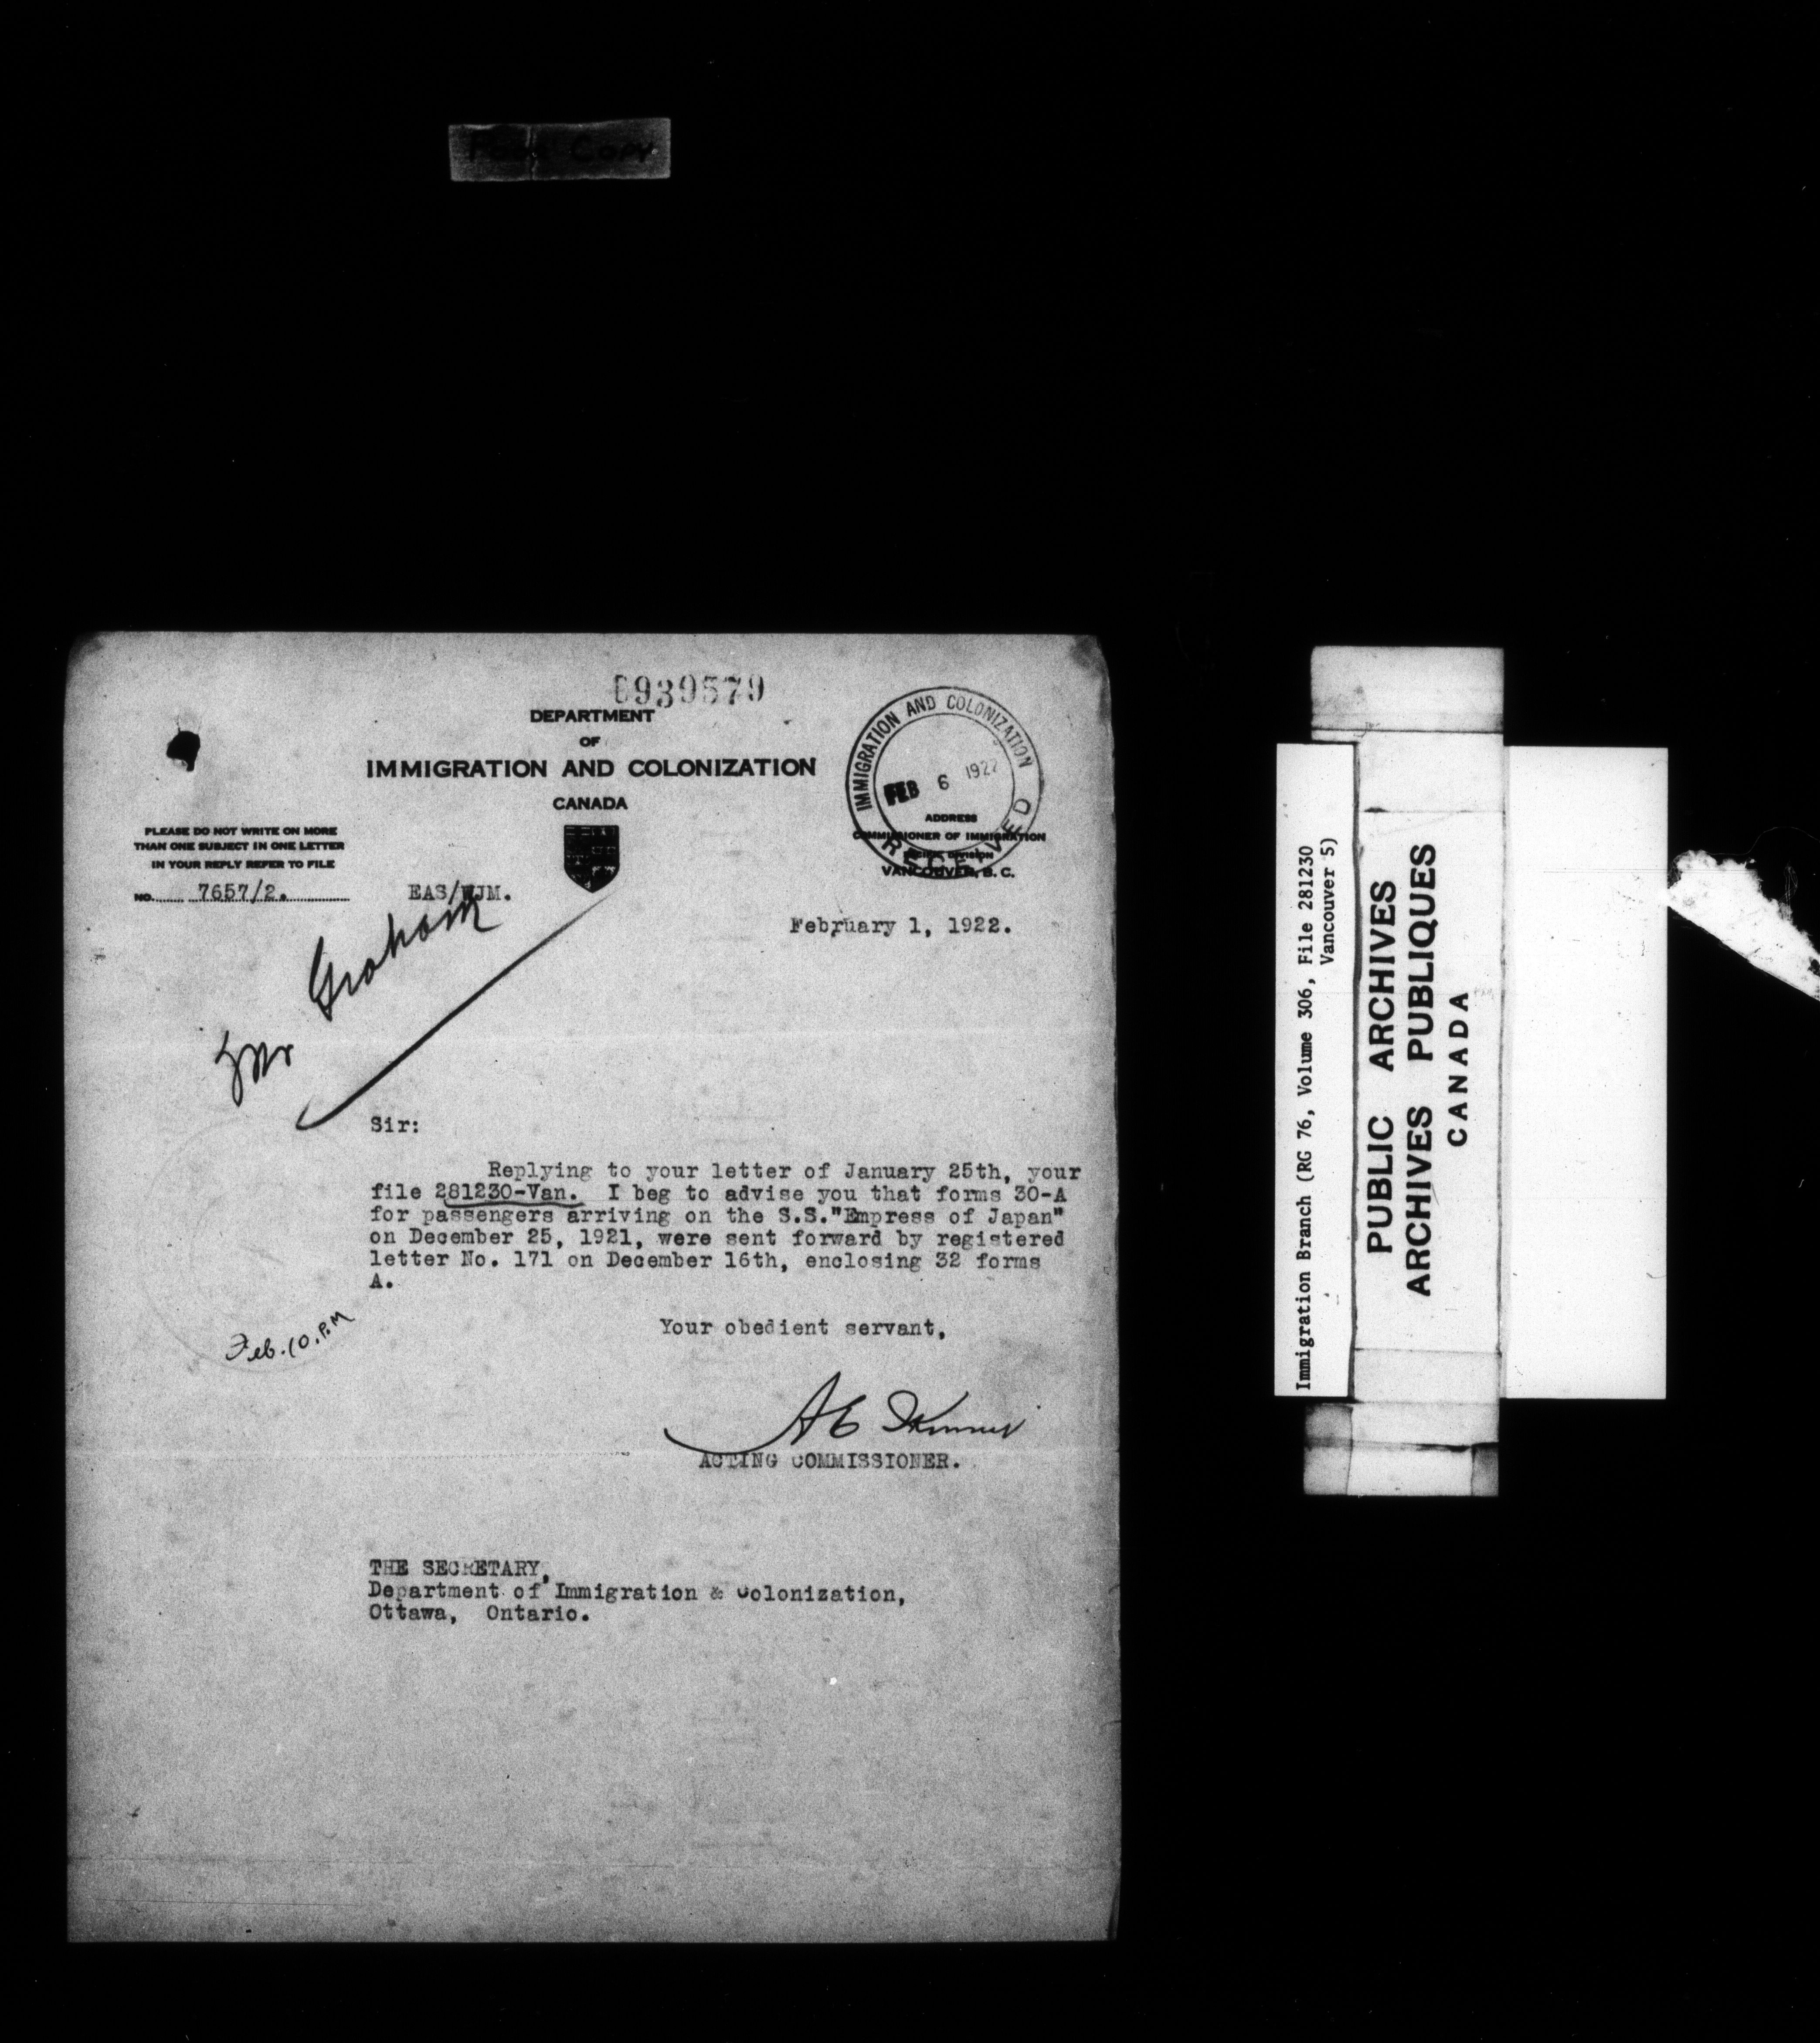 Copy
6939579
DEPARTMENT
OF
IMMIGRATION AND COLONIZATION
CANADA
IMMIGRATION AND COLONIZATION
FEB 6 1922
RECEIVED
ADDRESS
COMMISSIONER OF IMMIGRATION
DIVISION
VANCOUVER, B. C.
PLEASE DO NOT WRITE ON MORE
THAN ONE SUBJECT IN ONE LETTER
IN YOUR REPLY REFER TO FILE
NO. 7657/2.
EAS/WJM.
February 1, 1922.
Mr Graham
Sir:
Replying to your letter of January 25th, your
file 281230-Van. I beg to advise you that forms 30-A
for passengers arriving on the S.S."Empress of Japan"
on December 25, 1921, were sent forward by registered
letter No. 171 on December 16th, enclosing 32 forms
A.
Feb. 10. P.M
Your obedient servant,
ACTING COMMISSIONER.
THE SECRETARY,
Department of Immigration & Colonization,
Ottawa, Ontario.
Immigration Branch (RG 76, Volume 306, File 281230
Vancouver 5)
PUBLIC ARCHIVES
ARCHIVES PUBLIQUES
CANADA